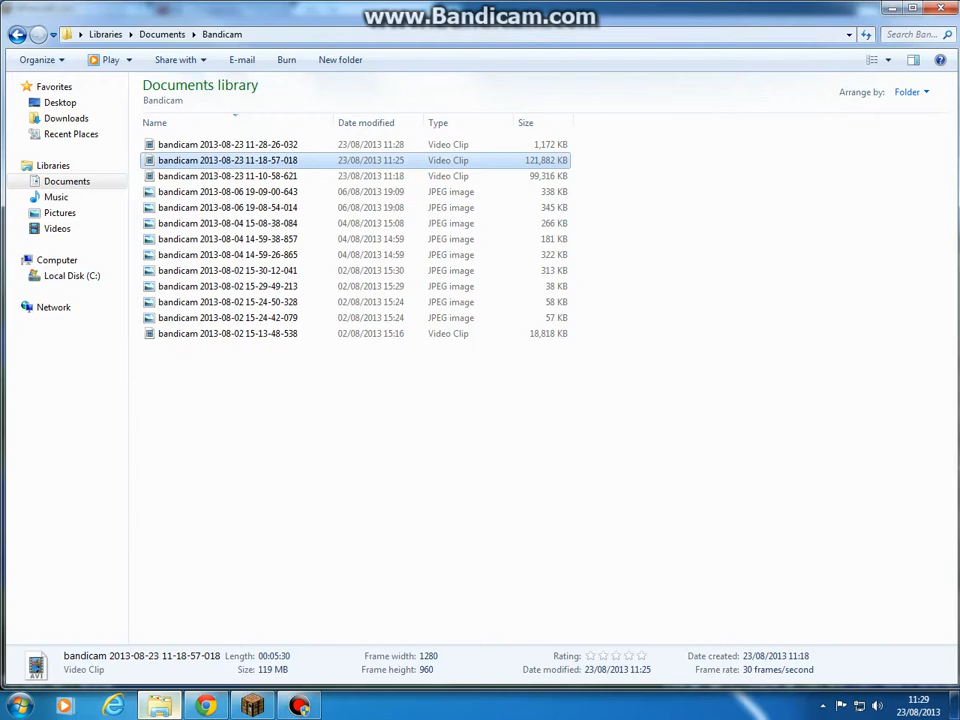 www.Bandicam.com
Libraries Documents Bandicam Search Ban...
Organize Play Share with E-mail Burn New folder
Favorites
Desktop
Downloads
Recent Places
Libraries
Documents
Music
Pictures
Videos
Computer
Local Disk (C:)
Network
Documents library
Bandicam
Arrange by: Folder
Name Date modified Type Size
bandicam 2013-08-23 11-28-26-032 23/08/2013 11:28 Video Clip 1,172 KB
bandicam 2013-08-23 11-18-57-018 23/08/2013 11:25 Video Clip 121,882 KB
bandicam 2013-08-23 11-10-58-621 23/08/2013 11:18 Video Clip 99,316 KB
bandicam 2013-08-06 19-09-00-643 06/08/2013 19:09 JPEG image 338 KB
bandicam 2013-08-06 19-08-54-014 06/08/2013 19:08 JPEG image 345 KB
bandicam 2013-08-04 15-08-38-084 04/08/2013 15:08 JPEG image 266 KB
bandicam 2013-08-04 14-59-38-857 04/08/2013 14:59 JPEG image 181 KB
bandicam 2013-08-04 14-59-26-865 04/08/2013 14:59 JPEG image 322 KB
bandicam 2013-08-02 15-30-12-041 02/08/2013 15:30 JPEG image 313 KB
bandicam 2013-08-02 15-29-49-213 02/08/2013 15:29 JPEG image 38 KB
bandicam 2013-08-02 15-24-50-328 02/08/2013 15:24 JPEG image 58 KB
bandicam 2013-08-02 15-24-42-079 02/08/2013 15:24 JPEG image 57 KB
bandicam 2013-08-02 15-13-48-538 02/08/2013 15:16 Video Clip 18,818 KB
bandicam 2013-08-23 11-18-57-018 Length: 00:05:30 Frame width: 1280 Rating: Date created: 23/08/2013 11:18
Video Clip Size: 119 MB Frame height: 960 Date modified: 23/08/2013 11:25 Frame rate: 30 frames/second
AVI
11:29
23/08/2013